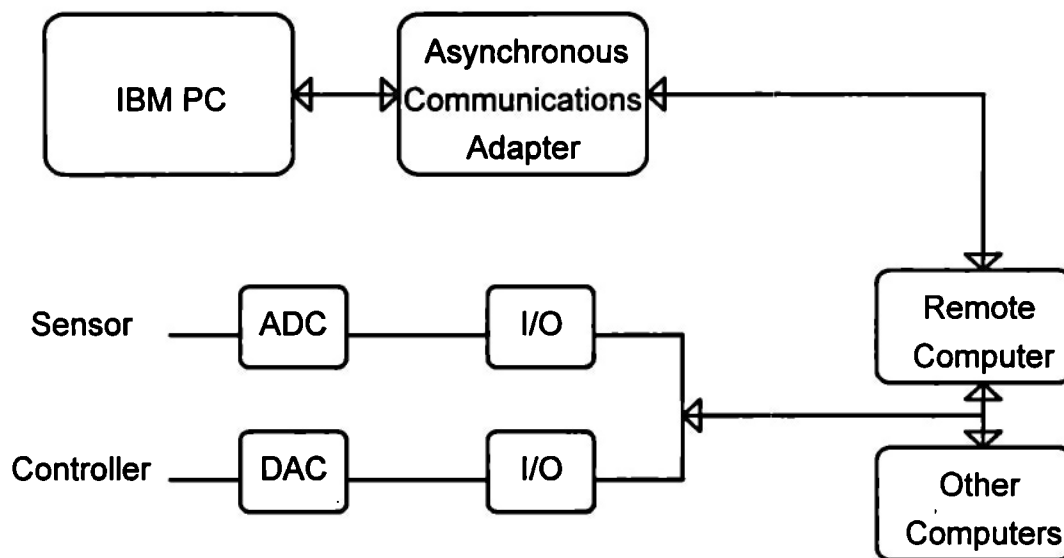 IBM PC
Asynchronous
Communications
Adapter
Sensor
ADC
I/O
Remote
Computer
Controller
DAC
I/O
Other
Computers